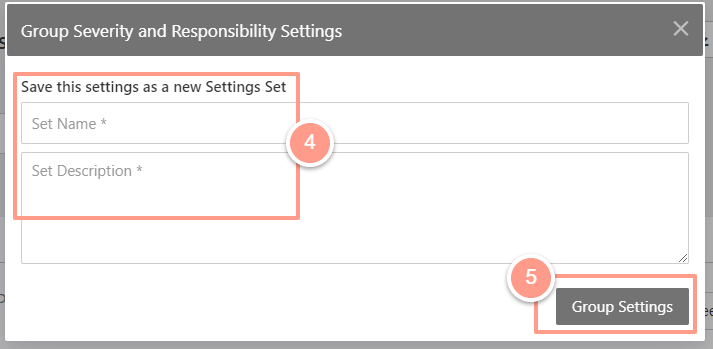 Group Severity and Responsibility Settings
Save this settings as a new Settings Set
Set Name *
4
Set Description *
5
Group Settings